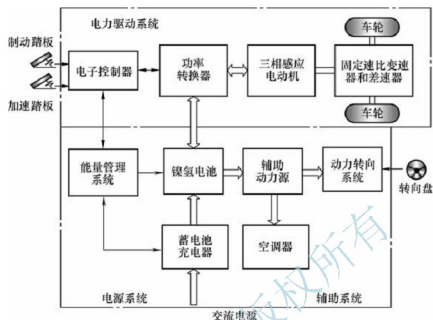 电力驱动系统
车轮
制动踏板
电子控制器
功率
转换器
三相感应
电动机
固定速比变速
器和差速器
加速踏板
车轮
能量管理
系统
镍氢电池
辅助
动力源
动力转向
系统
转向盘
蓄电池
充电器
空调器
电源系统
辅助系统
交流电源
版权所有